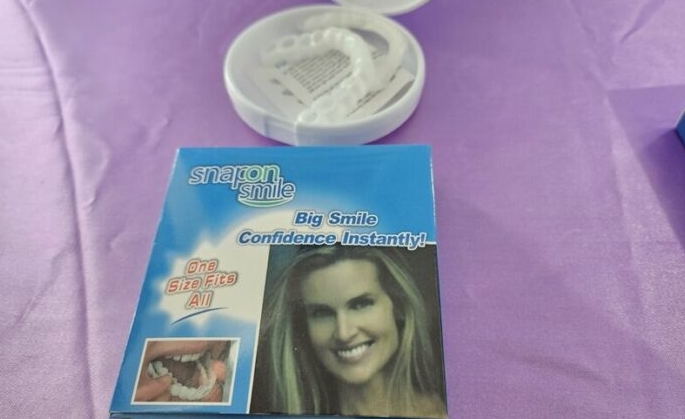 snap on
smile
Big Smile
Confidence Instantly!
One
Size Fits
All